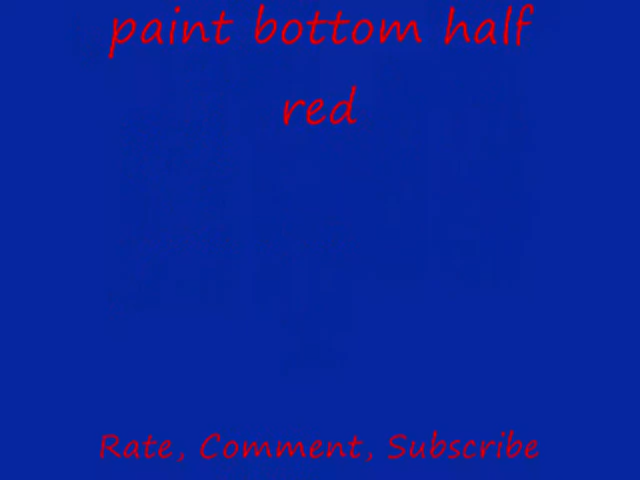 paint bottom half
red
Rate, Comment, Subscribe